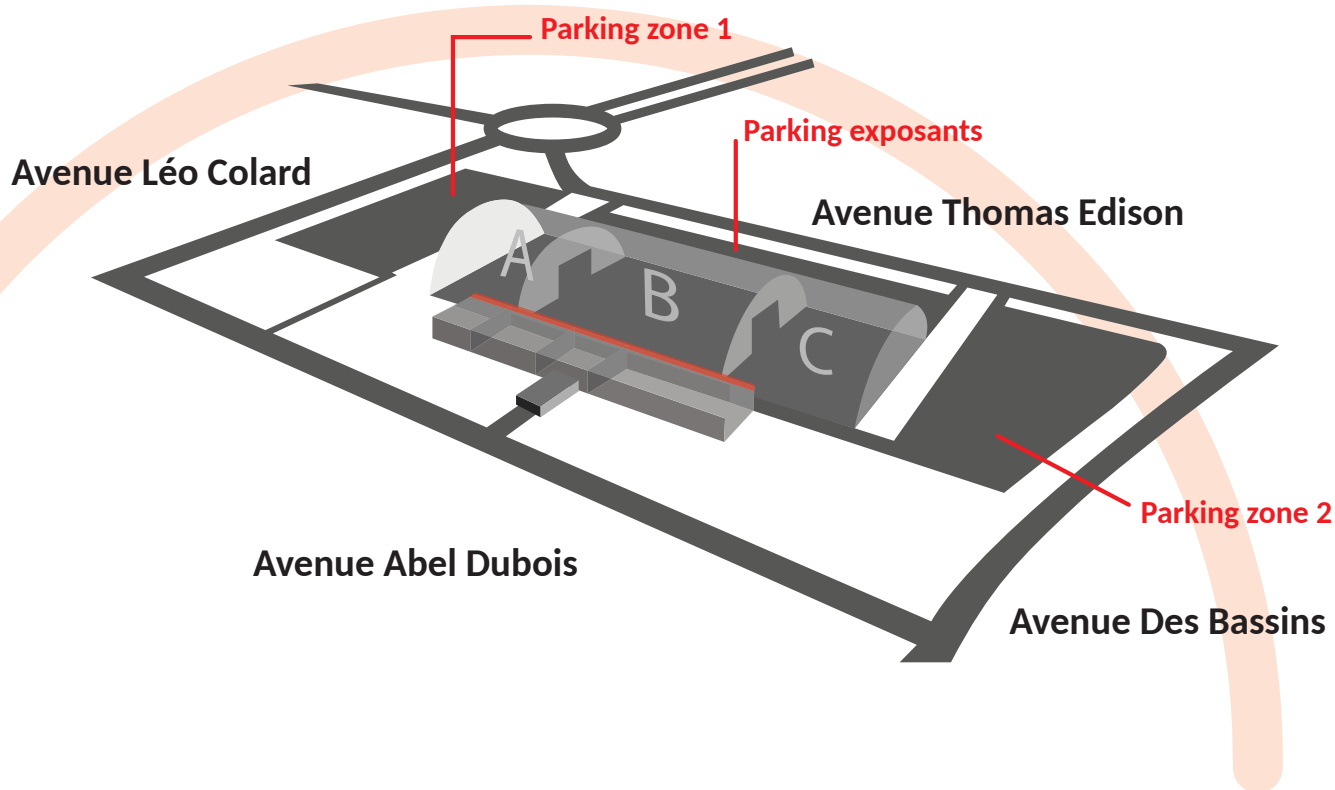 Parking zone 1
Parking exposants
Avenue Léo Colard
Avenue Thomas Edison
A
B
C
Parking zone 2
Avenue Abel Dubois
Avenue Des Bassins